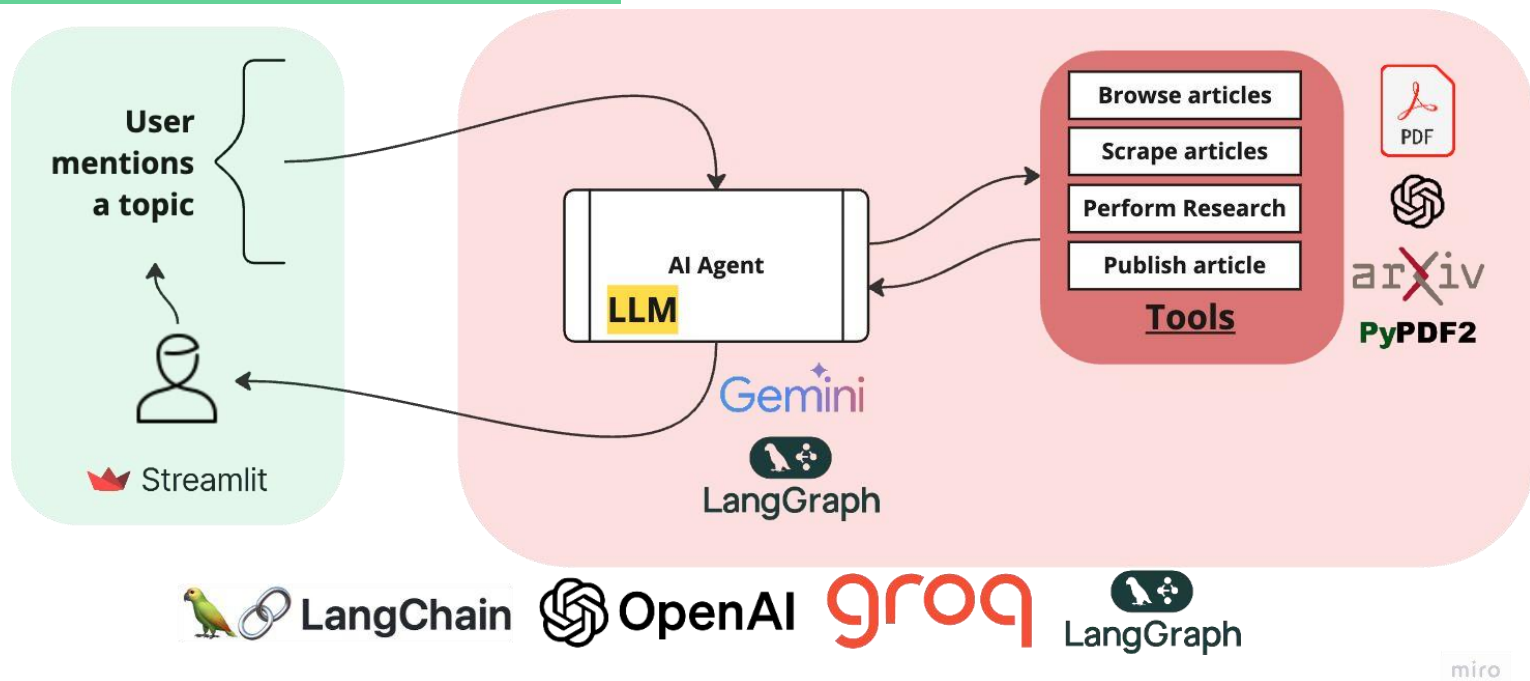 User
mentions
a topic
Streamlit
AI Agent
LLM
Gemini
LangGraph
Browse articles
Scrape articles
Perform Research
Publish article
Tools
PDF
arXiv
PyPDF2
LangChain
OpenAI
groq
LangGraph
miro